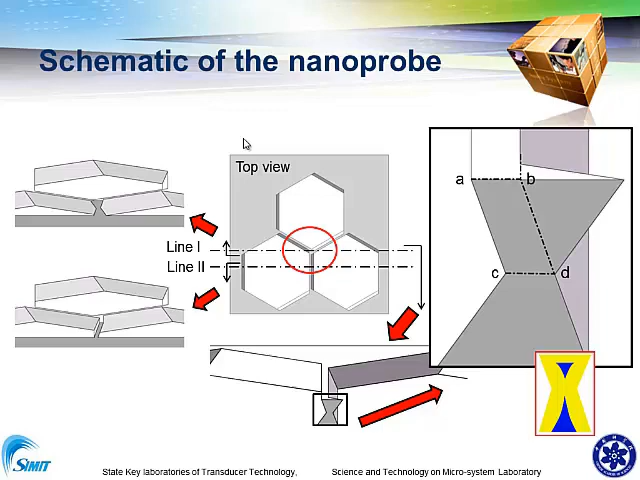 Schematic of the nanoprobe
Top view
Line I
Line II
a
b
c
d
SIMIT
State Key laboratories of Transducer Technology,
Science and Technology on Micro-system Laboratory